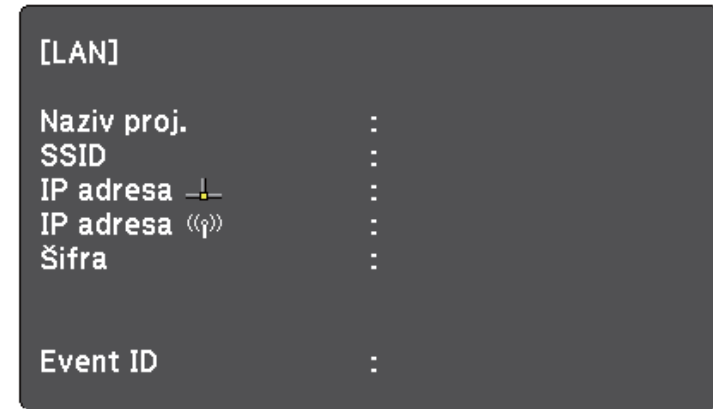 [LAN]
Naziv proj. :
SSID :
IP adresa :
IP adresa :
Šifra :
Event ID :